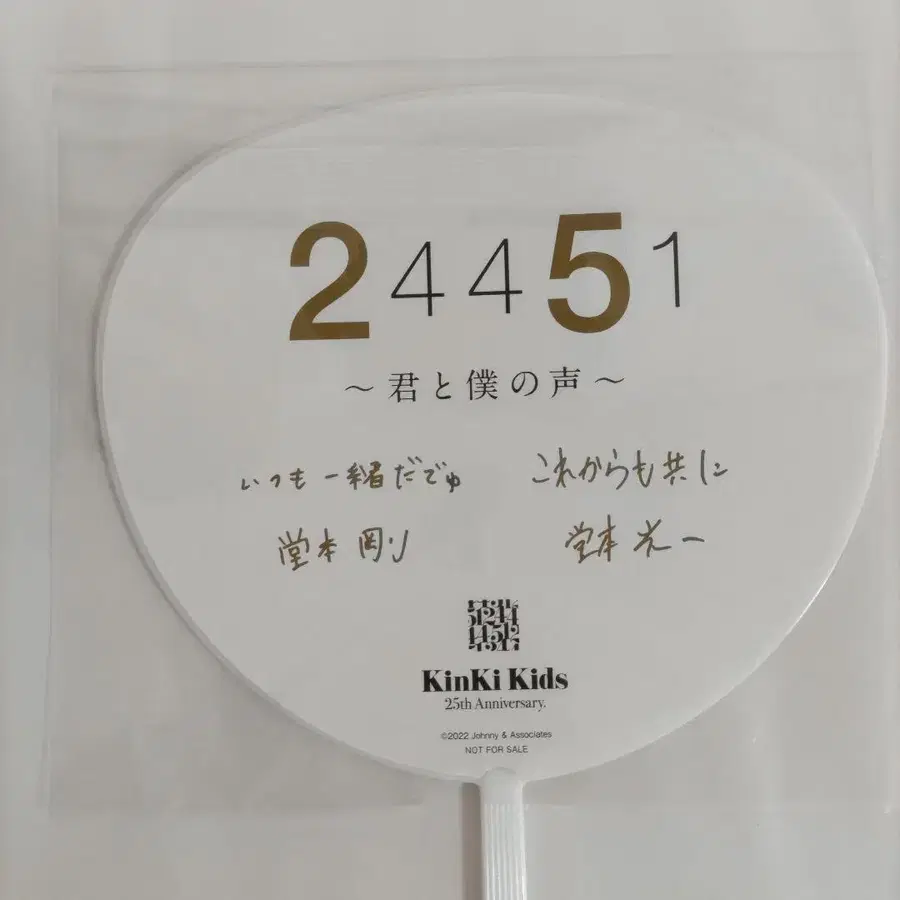 24451
～君と僕の声～
いつも一緒だでゅ これからも共に
堂本剛 堂本光一
KinKi Kids
25th Anniversary.
©2022 Johnny & Associates
NOT FOR SALE